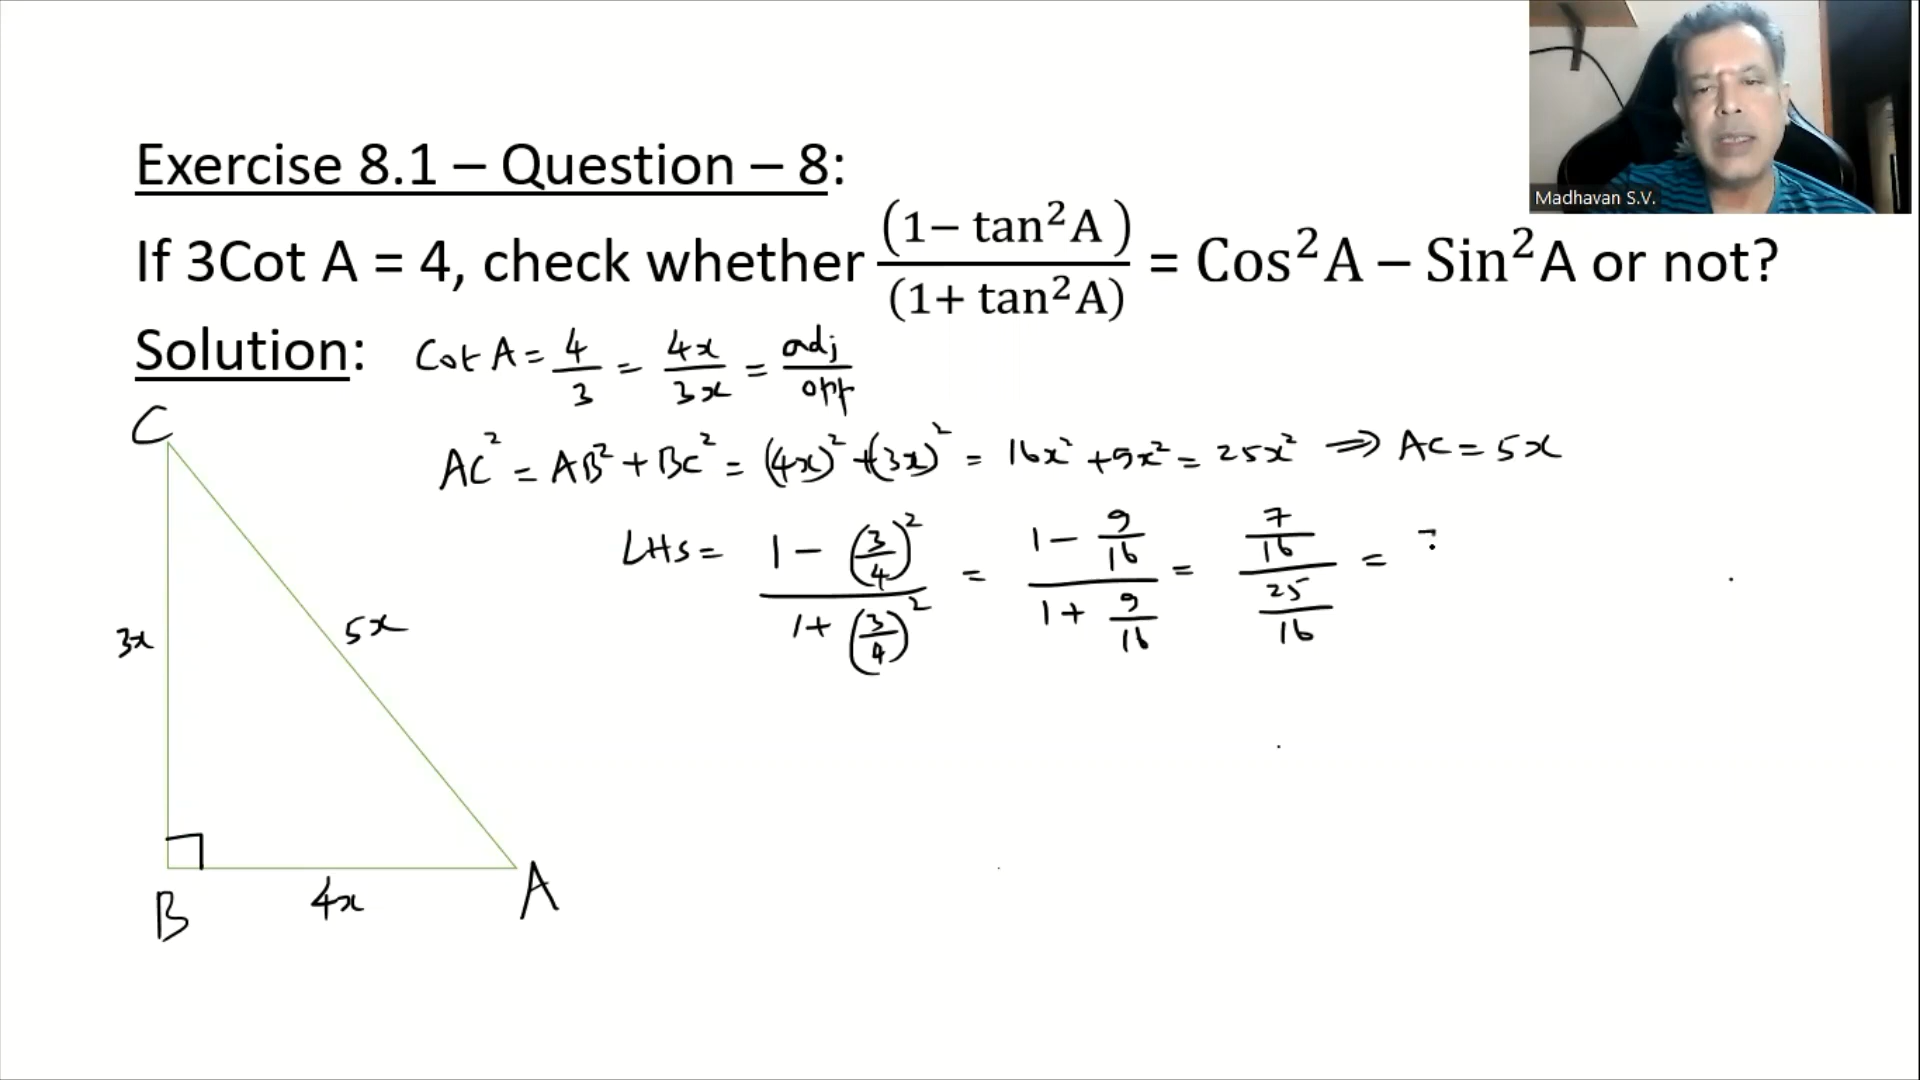 Madhavan S.V.
Exercise 8.1 – Question – 8:
If 3Cot A = 4, check whether (1− tan²A ) / (1+ tan²A) = Cos²A – Sin²A or not?
Solution: Cot A = 4/3 = 4x/3x = adj/opp
C
AC² = AB² + BC² = (4x)² + (3x)² = 16x² + 9x² = 25x² ⇒ AC = 5x
LHS = (1 − (3/4)²) / (1 + (3/4)²) = (1 − 9/16) / (1 + 9/16) = (7/16) / (25/16) =
3x
5x
B
4x
A